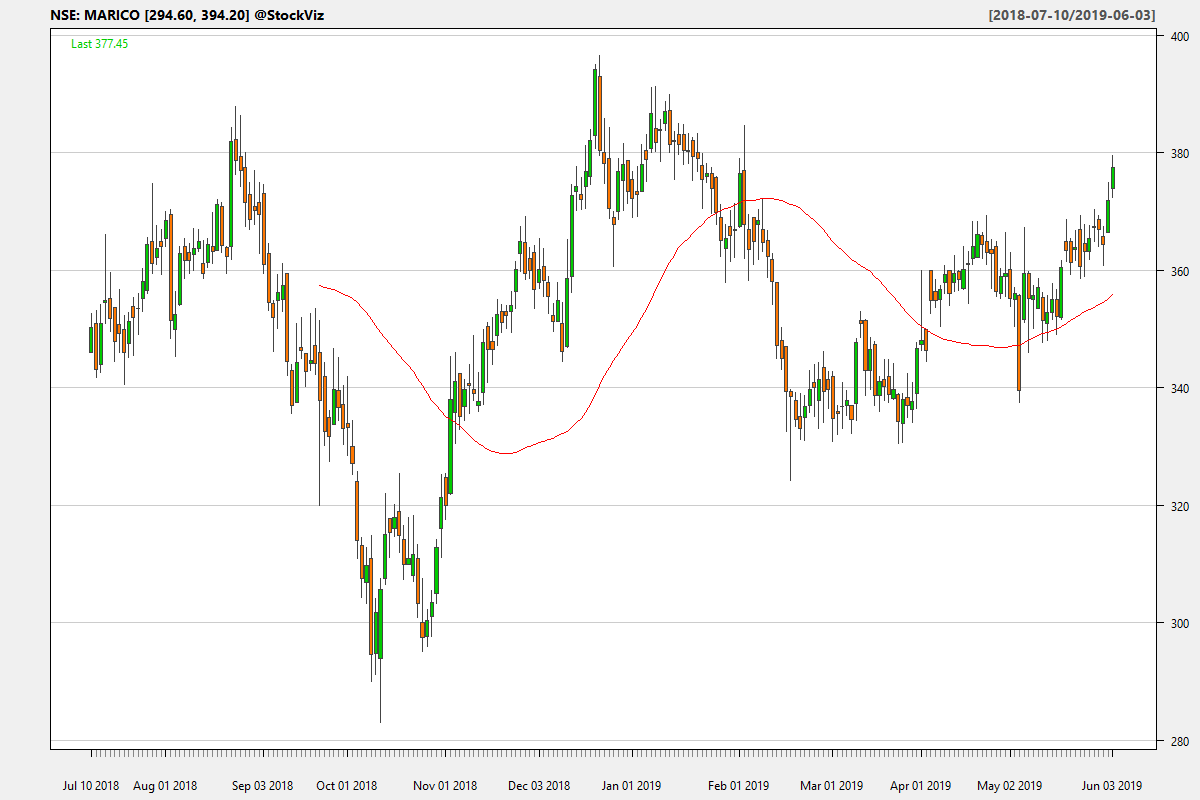 NSE: MARICO [294.60, 394.20] @StockViz
[2018-07-10/2019-06-03]
Last 377.45
400
380
360
340
320
300
280
Jul 10 2018 Aug 01 2018 Sep 03 2018 Oct 01 2018 Nov 01 2018 Dec 03 2018 Jan 01 2019 Feb 01 2019 Mar 01 2019 Apr 01 2019 May 02 2019 Jun 03 2019